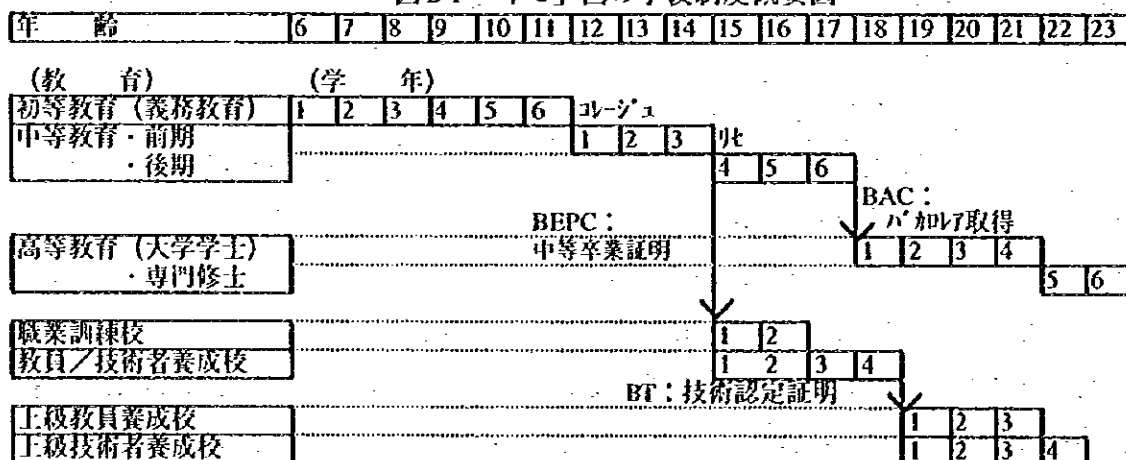 年 齢 6 7 8 9 10 11 12 13 14 15 16 17 18 19 20 21 22 23
(教 育) (学 年)
初等教育(義務教育) 1 2 3 4 5 6 コレージュ
中等教育・前期 1 2 3 リセ
・後期 4 5 6
BAC:
BEPC: バカロレア取得
高等教育(大学学士) 中等卒業証明 1 2 3 4
・専門修士 5 6
職業訓練校 1 2
教員/技術者養成校 1 2 3 4
BT:技術認定証明
上級教員養成校 1 2 3
上級技術者養成校 1 2 3 4